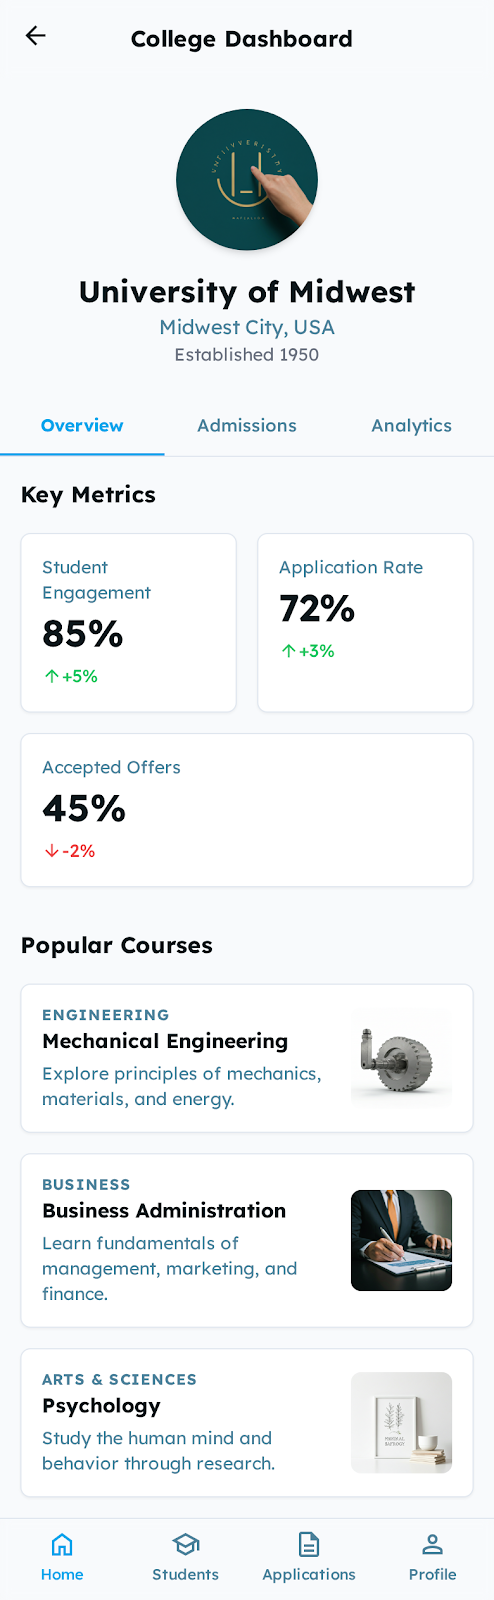 College Dashboard
University of Midwest
Midwest City, USA
Established 1950
Overview
Admissions
Analytics
Key Metrics
Student
Engagement
85%
+5%
Application Rate
72%
+3%
Accepted Offers
45%
-2%
Popular Courses
ENGINEERING
Mechanical Engineering
Explore principles of mechanics,
materials, and energy.
BUSINESS
Business Administration
Learn fundamentals of
management, marketing, and
finance.
ARTS & SCIENCES
Psychology
Study the human mind and
behavior through research.
Home
Students
Applications
Profile